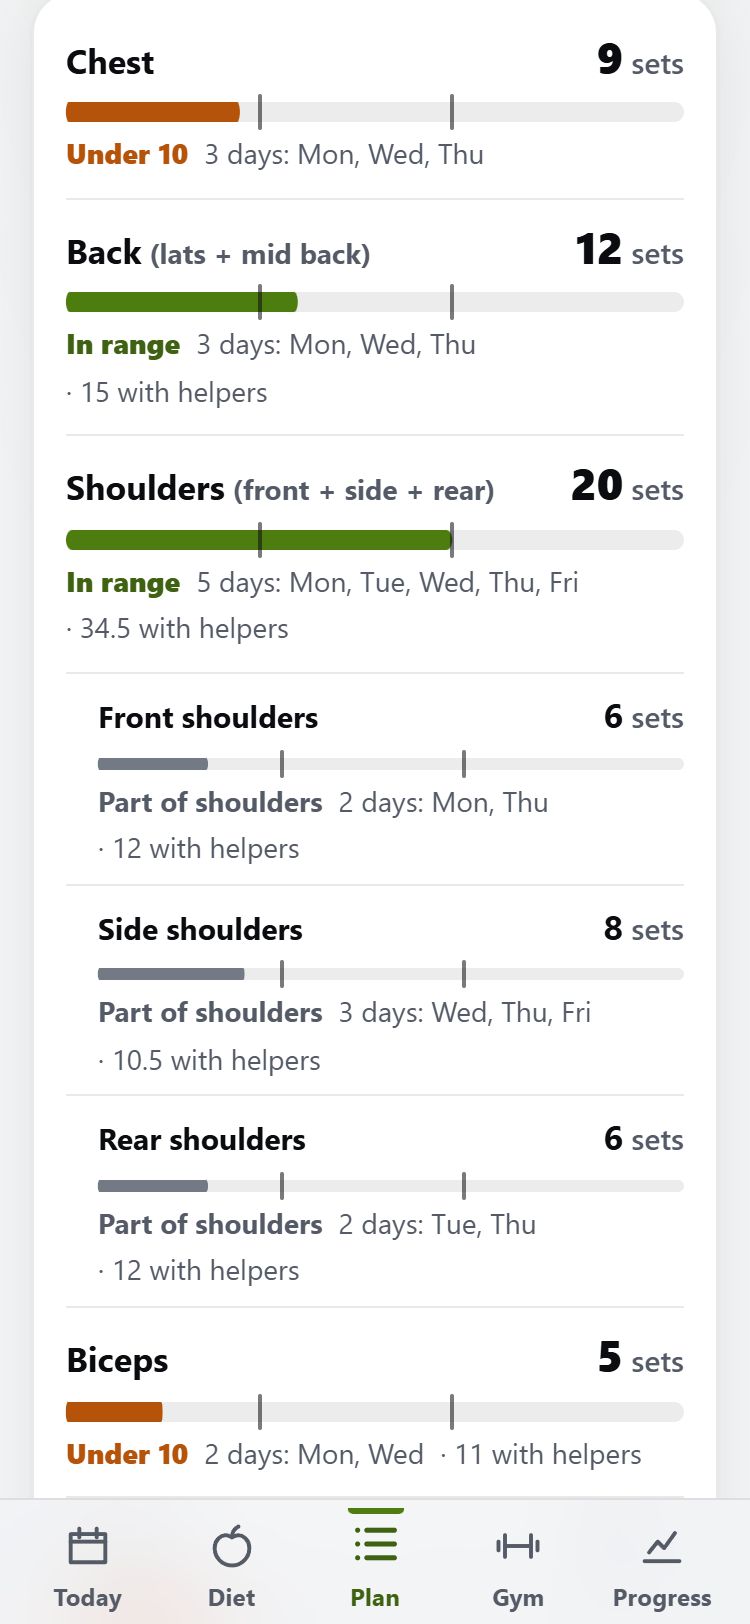 Chest 9 sets
Under 10 3 days: Mon, Wed, Thu
Back (lats + mid back) 12 sets
In range 3 days: Mon, Wed, Thu
· 15 with helpers
Shoulders (front + side + rear) 20 sets
In range 5 days: Mon, Tue, Wed, Thu, Fri
· 34.5 with helpers
Front shoulders 6 sets
Part of shoulders 2 days: Mon, Thu
· 12 with helpers
Side shoulders 8 sets
Part of shoulders 3 days: Wed, Thu, Fri
· 10.5 with helpers
Rear shoulders 6 sets
Part of shoulders 2 days: Tue, Thu
· 12 with helpers
Biceps 5 sets
Under 10 2 days: Mon, Wed · 11 with helpers
Today Diet Plan Gym Progress